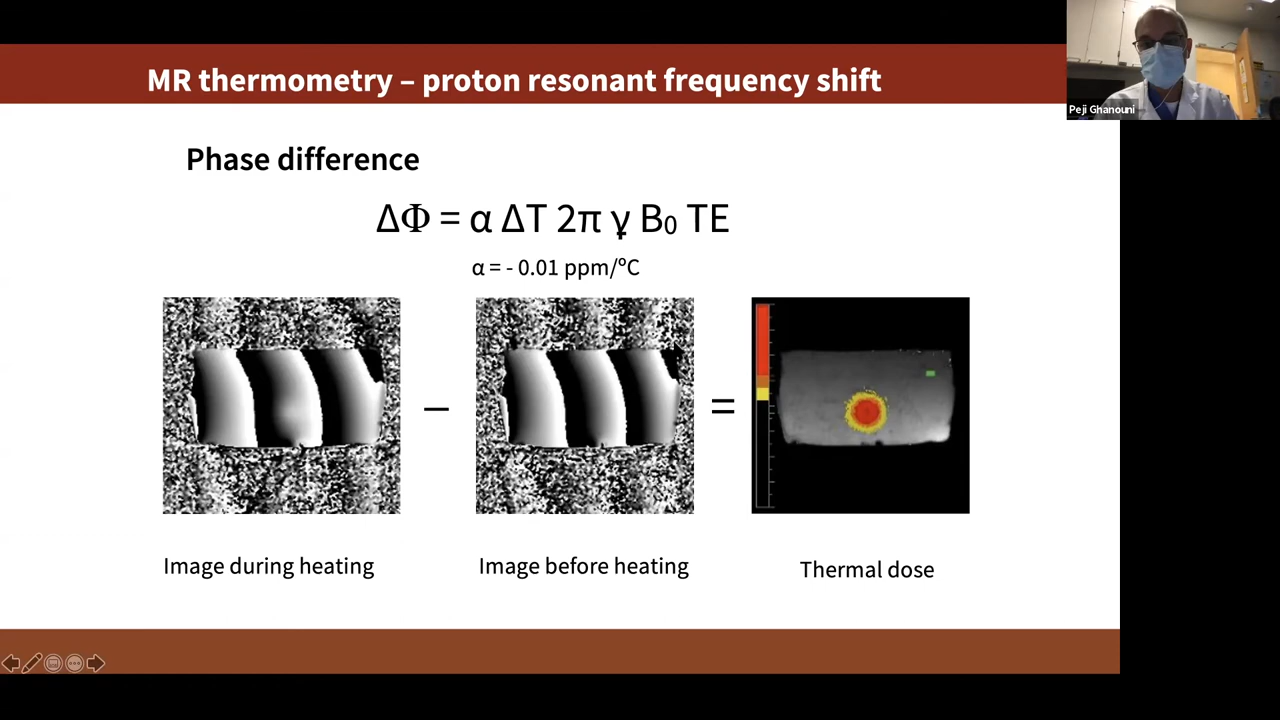 MR thermometry – proton resonant frequency shift
Peji Ghanouni
Phase difference
ΔΦ = α ΔT 2π γ B₀ TE
α = - 0.01 ppm/ºC
–
=
Image during heating
Image before heating
Thermal dose